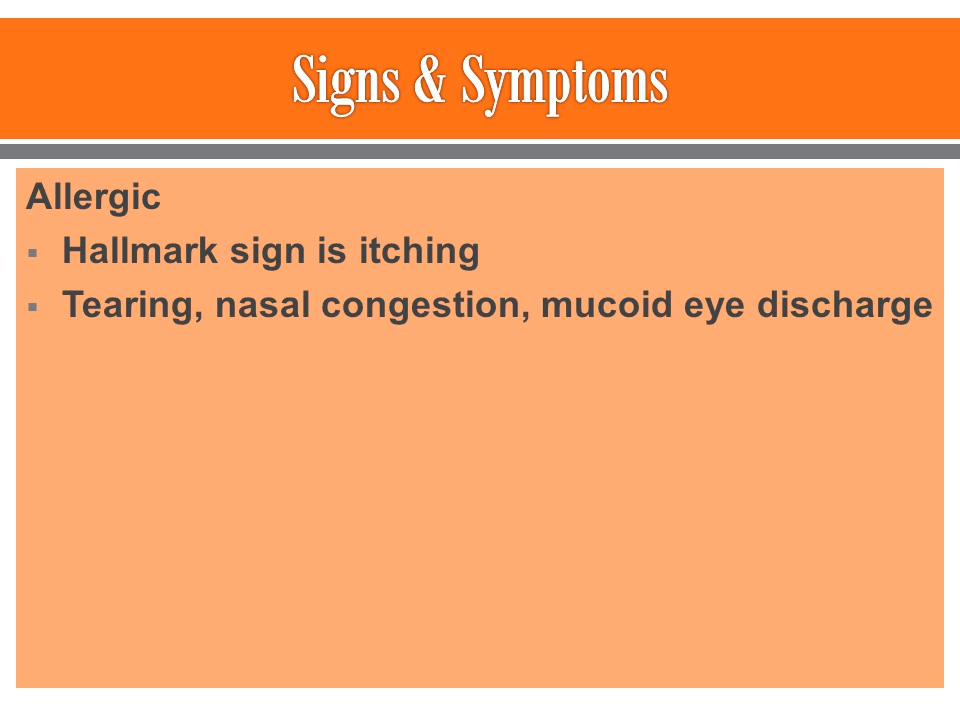 Signs & Symptoms
Allergic
▪ Hallmark sign is itching
▪ Tearing, nasal congestion, mucoid eye discharge